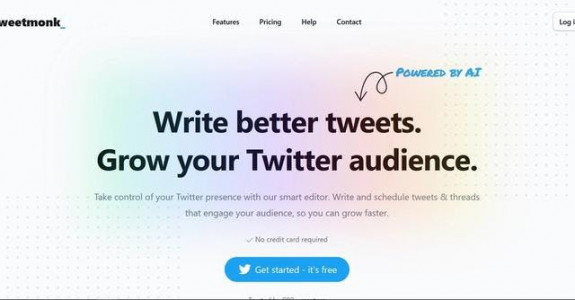 weetmonk_
Features Pricing Help Contact
Log i
Powered by AI
Write better tweets.
Grow your Twitter audience.
Take control of your Twitter presence with our smart editor. Write and schedule tweets & threads
that engage your audience, so you can grow faster.
No credit card required
Get started - it's free